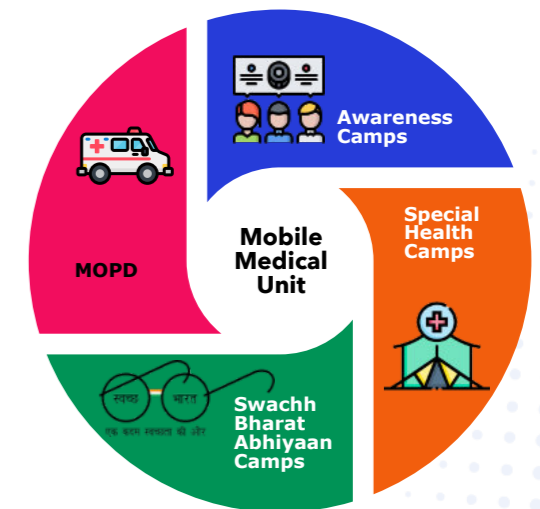 Awareness
Camps
Special
Health
Camps
Mobile
Medical
Unit
MOPD
स्वच्छ भारत
एक कदम स्वच्छता की ओर
Swachh
Bharat
Abhiyaan
Camps